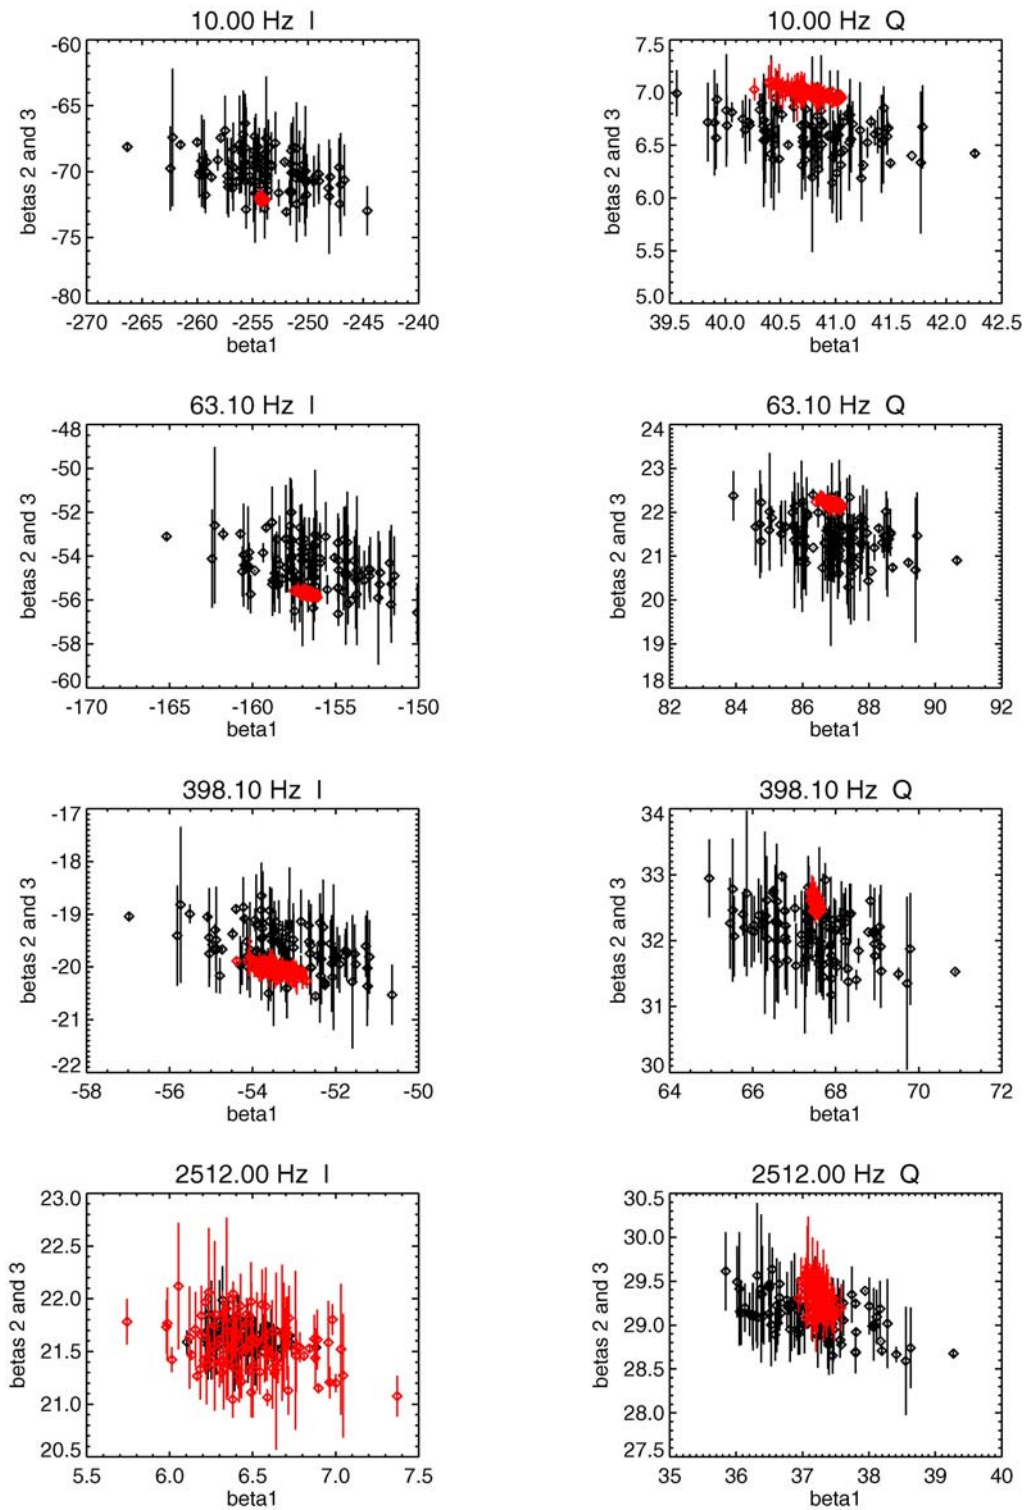 10.00 Hz I
-60
-65
-70
-75
-80
betas 2 and 3
-270 -265 -260 -255 -250 -245 -240
beta1
10.00 Hz Q
7.5
7.0
6.5
6.0
5.5
5.0
betas 2 and 3
39.5 40.0 40.5 41.0 41.5 42.0 42.5
beta1
63.10 Hz I
-48
-50
-52
-54
-56
-58
-60
betas 2 and 3
-170 -165 -160 -155 -150
beta1
63.10 Hz Q
24
23
22
21
20
19
18
betas 2 and 3
82 84 86 88 90 92
beta1
398.10 Hz I
-17
-18
-19
-20
-21
-22
betas 2 and 3
-58 -56 -54 -52 -50
beta1
398.10 Hz Q
34
33
32
31
30
betas 2 and 3
64 66 68 70 72
beta1
2512.00 Hz I
23.0
22.5
22.0
21.5
21.0
20.5
betas 2 and 3
5.5 6.0 6.5 7.0 7.5
beta1
2512.00 Hz Q
30.5
30.0
29.5
29.0
28.5
28.0
27.5
betas 2 and 3
35 36 37 38 39 40
beta1